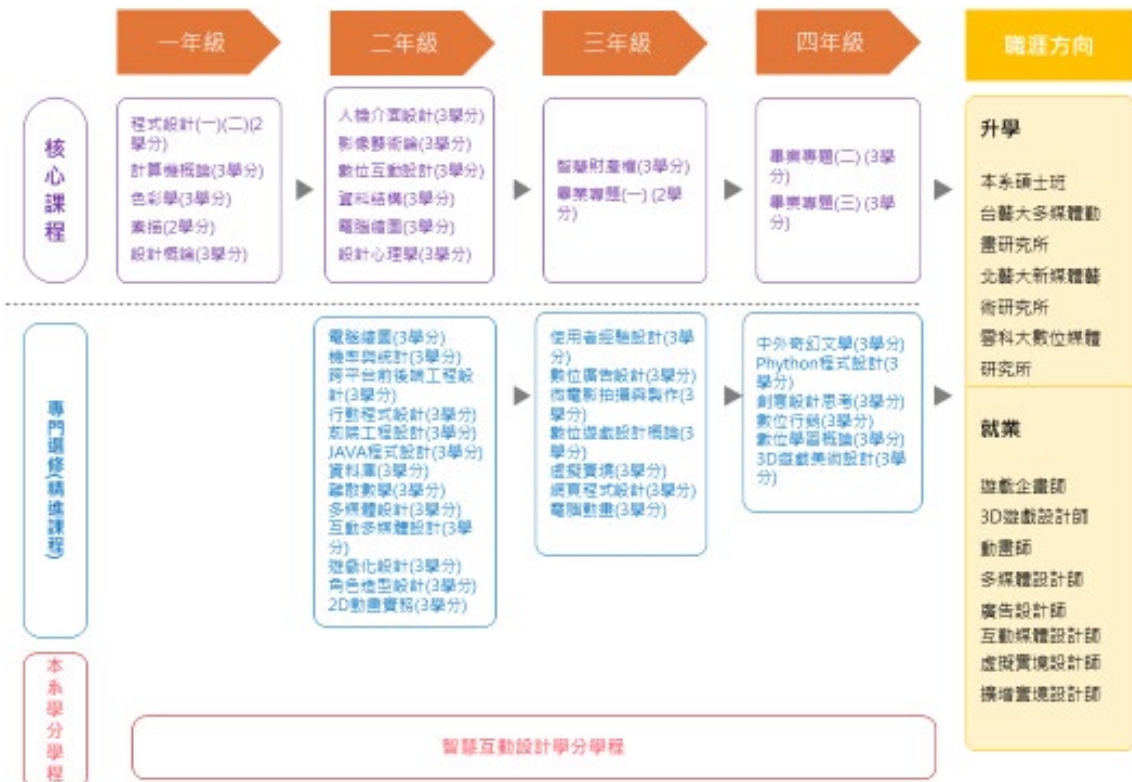 一年級
二年級
三年級
四年級
職涯方向
核心課程
程式設計(一)(二)(2
學分)
計算機概論(3學分)
色彩學(3學分)
素描(2學分)
設計概論(3學分)
人機介面設計(3學分)
影像藝術論(3學分)
數位互動設計(3學分)
資料結構(3學分)
電腦繪圖(3學分)
設計心理學(3學分)
智慧財產權(3學分)
畢業專題(一) (2學
分)
畢業專題(二) (3學
分)
畢業專題(三) (3學
分)
升學
本系碩士班
台藝大多媒體動
畫研究所
北藝大新媒體藝
術研究所
雲科大數位媒體
研究所
專門選修(精進課程)
電腦繪圖(3學分)
機率與統計(3學分)
跨平台前後端工程設
計(3學分)
行動程式設計(3學分)
前端工程設計(3學分)
JAVA程式設計(3學分)
資料庫(3學分)
離散數學(3學分)
多媒體設計(3學分)
互動多媒體設計(3學
分)
遊戲化設計(3學分)
角色造型設計(3學分)
2D動畫實務(3學分)
使用者經驗設計(3學
分)
數位廣告設計(3學分)
微電影拍攝與製作(3
學分)
數位遊戲設計概論(3
學分)
虛擬實境(3學分)
網頁程式設計(3學分)
電腦動畫(3學分)
中外奇幻文學(3學分)
Phython程式設計(3
學分)
創意設計思考(3學分)
數位行銷(3學分)
數位學習概論(3學分)
3D遊戲美術設計(3學
分)
就業
遊戲企畫師
3D遊戲設計師
動畫師
多媒體設計師
廣告設計師
互動媒體設計師
虛擬實境設計師
擴增實境設計師
本系學分學程
智慧互動設計學分學程